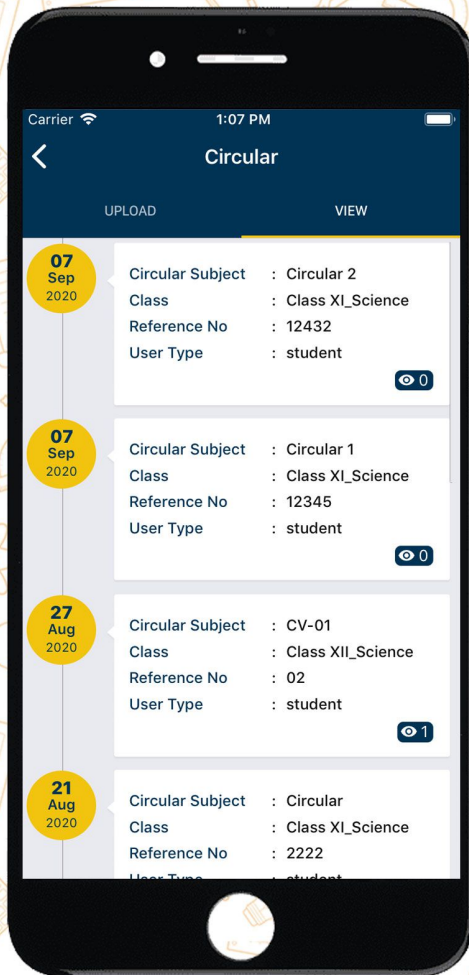 Carrier 1:07 PM
Circular
UPLOAD VIEW
07
Sep
2020
Circular Subject : Circular 2
Class : Class XI_Science
Reference No : 12432
User Type : student
0
07
Sep
2020
Circular Subject : Circular 1
Class : Class XI_Science
Reference No : 12345
User Type : student
0
27
Aug
2020
Circular Subject : CV-01
Class : Class XII_Science
Reference No : 02
User Type : student
1
21
Aug
2020
Circular Subject : Circular
Class : Class XI_Science
Reference No : 2222
User Type : student